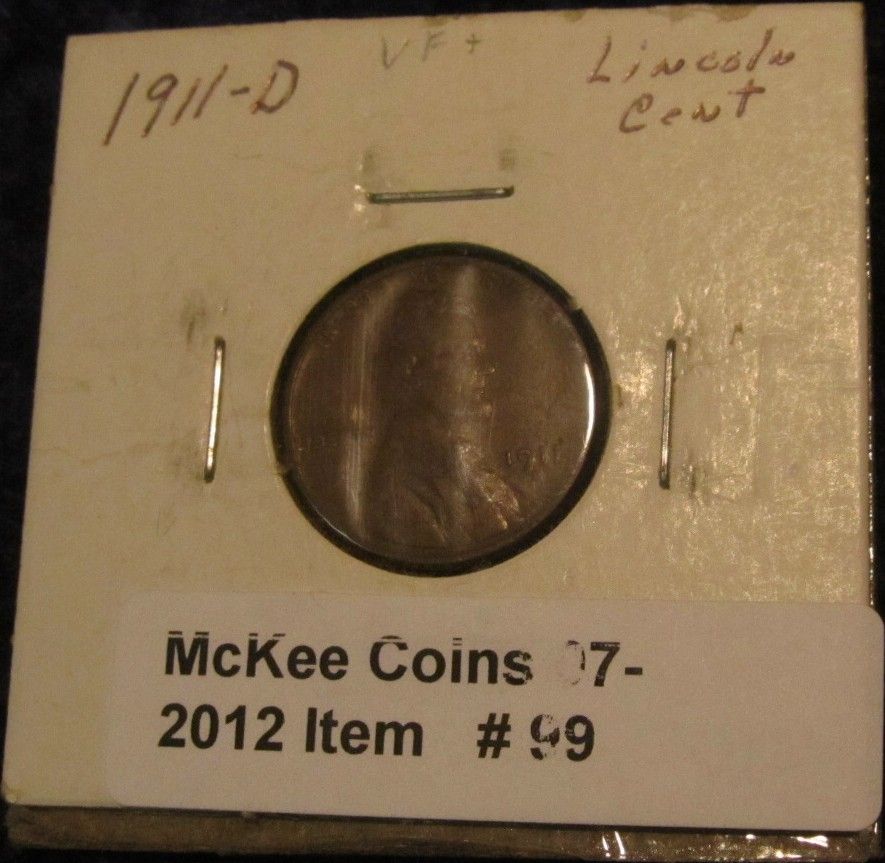 1911-D
VF+
Lincoln
Cent
1911
McKee Coins 07-
2012 Item # 99